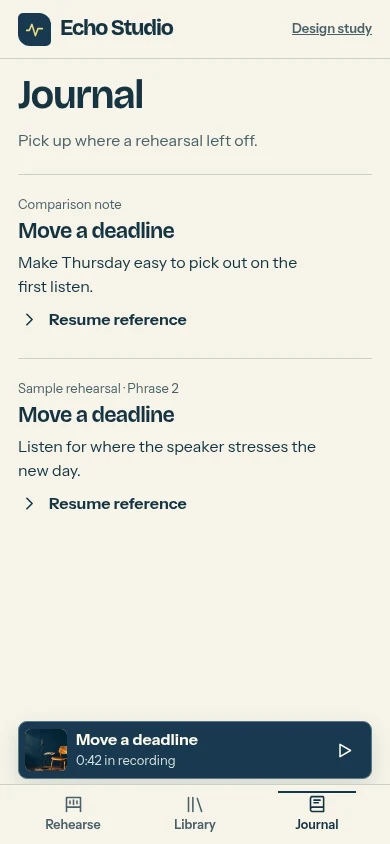 Echo Studio
Design study
Journal
Pick up where a rehearsal left off.
Comparison note
Move a deadline
Make Thursday easy to pick out on the
first listen.
Resume reference
Sample rehearsal · Phrase 2
Move a deadline
Listen for where the speaker stresses the
new day.
Resume reference
Move a deadline
0:42 in recording
Rehearse
Library
Journal